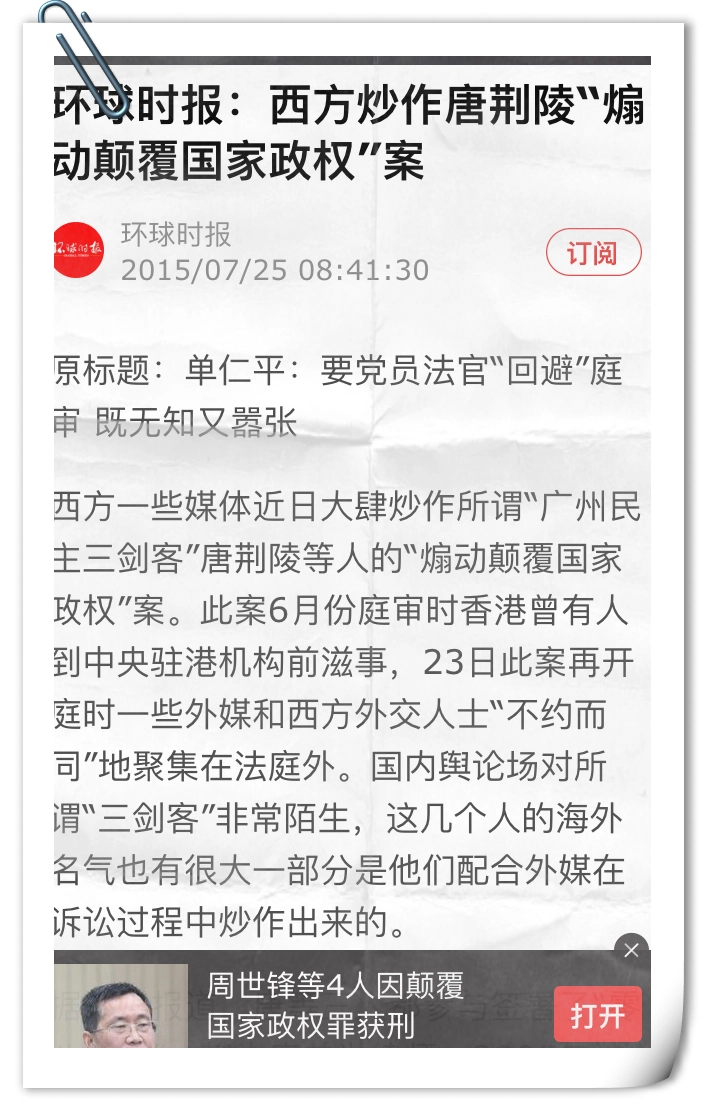 环球时报：西方炒作唐荆陵“煽
动颠覆国家政权”案
环球时报
环球时报
2015/07/25 08:41:30
订阅
原标题：单仁平：要党员法官“回避”庭
审 既无知又嚣张
西方一些媒体近日大肆炒作所谓“广州民
主三剑客”唐荆陵等人的“煽动颠覆国家
政权”案。此案6月份庭审时香港曾有人
到中央驻港机构前滋事，23日此案再开
庭时一些外媒和西方外交人士“不约而
同”地聚集在法庭外。国内舆论场对所
谓“三剑客”非常陌生，这几个人的海外
名气也有很大一部分是他们配合外媒在
诉讼过程中炒作出来的。
周世锋等4人因颠覆
国家政权罪获刑
打开